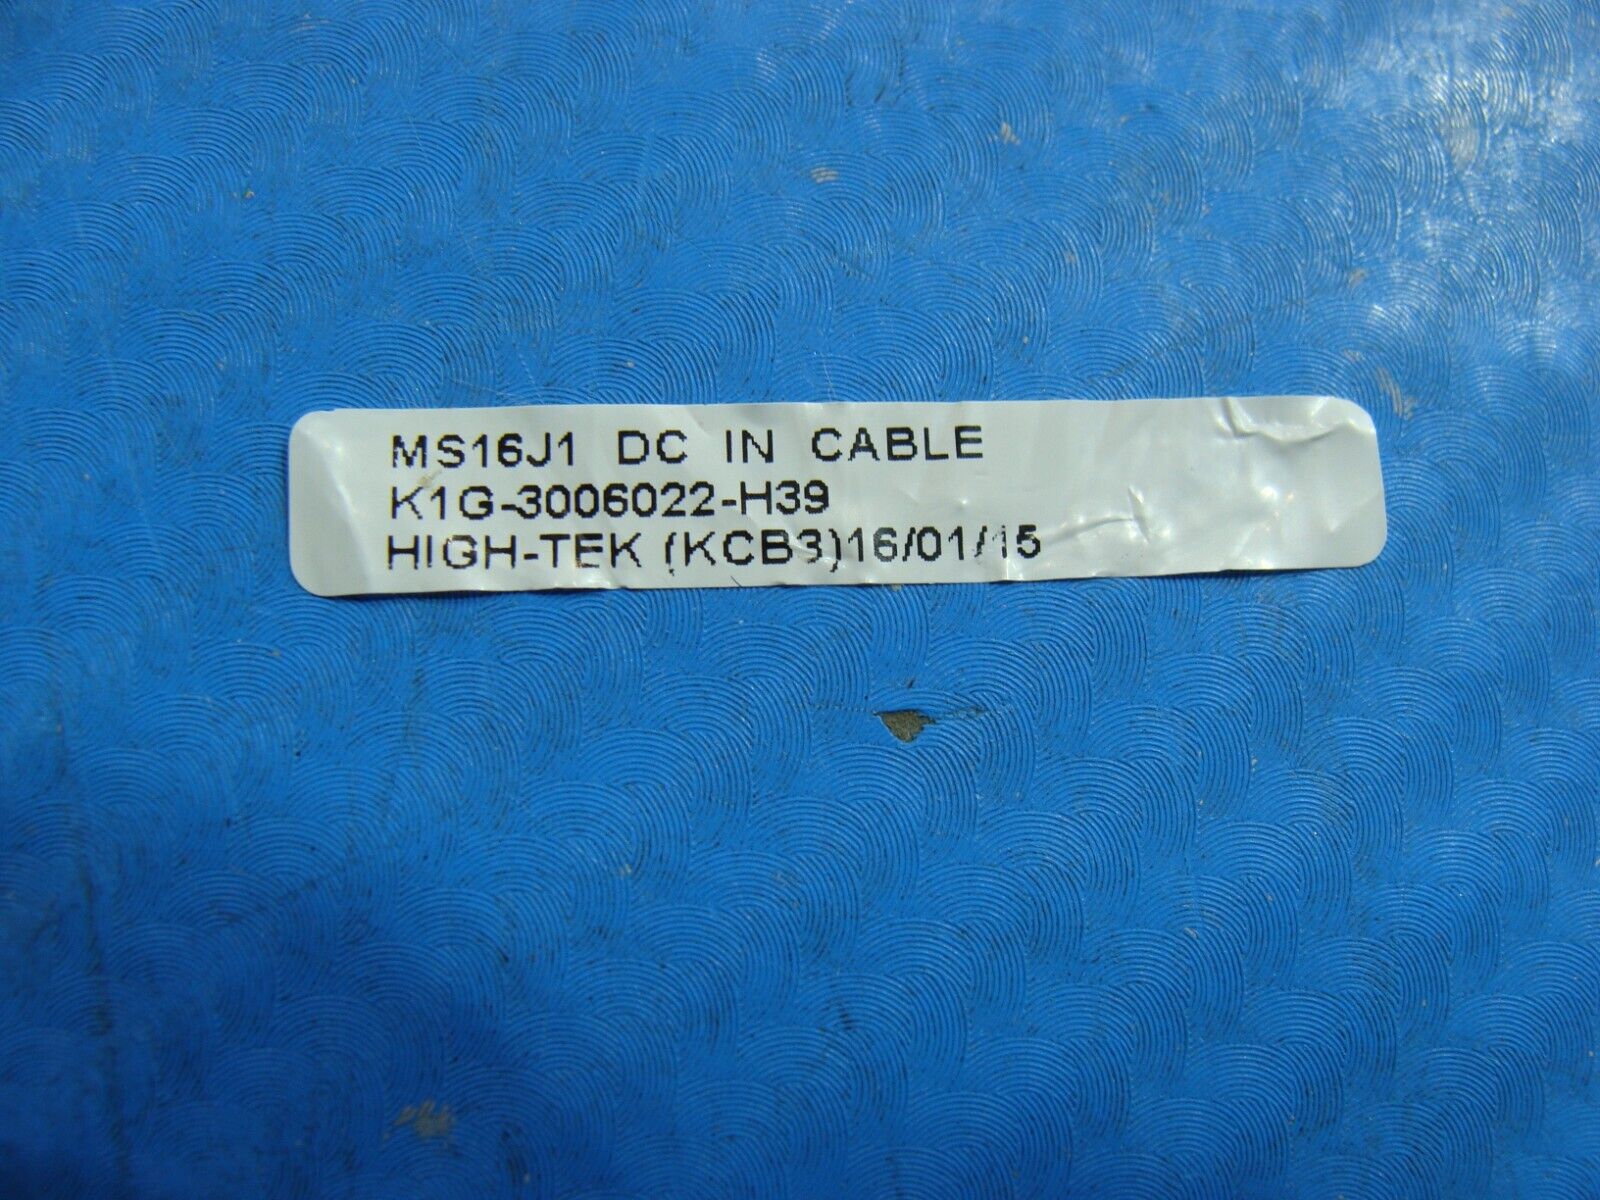 MS16J1 DC IN CABLE
K1G-3006022-H39
HIGH-TEK (KCB3)16/01/15